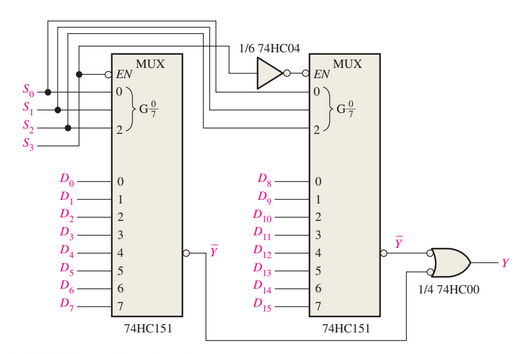 1/6 74HC04
MUX
MUX
EN
EN
S0
0
G 0/7
0
G 0/7
S1
S2
2
2
S3
D0 0
D8 0
D1 1
D9 1
D2 2
D10 2
D3 3
D11 3
D4 4
Y̅
D12 4
Y̅
D5 5
D13 5
Y
D6 6
D14 6
D7 7
D15 7
1/4 74HC00
74HC151
74HC151